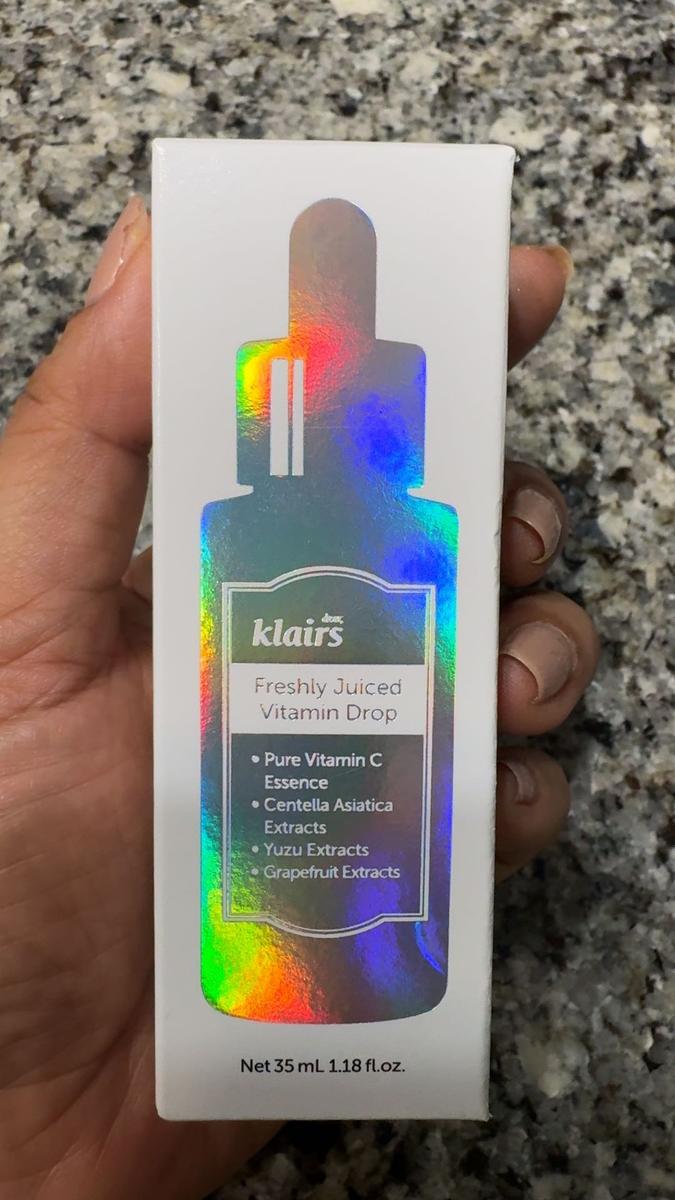 dear,
klairs
Freshly Juiced
Vitamin Drop
• Pure Vitamin C
Essence
• Centella Asiatica
Extracts
• Yuzu Extracts
• Grapefruit Extracts
Net 35 mL 1.18 fl.oz.